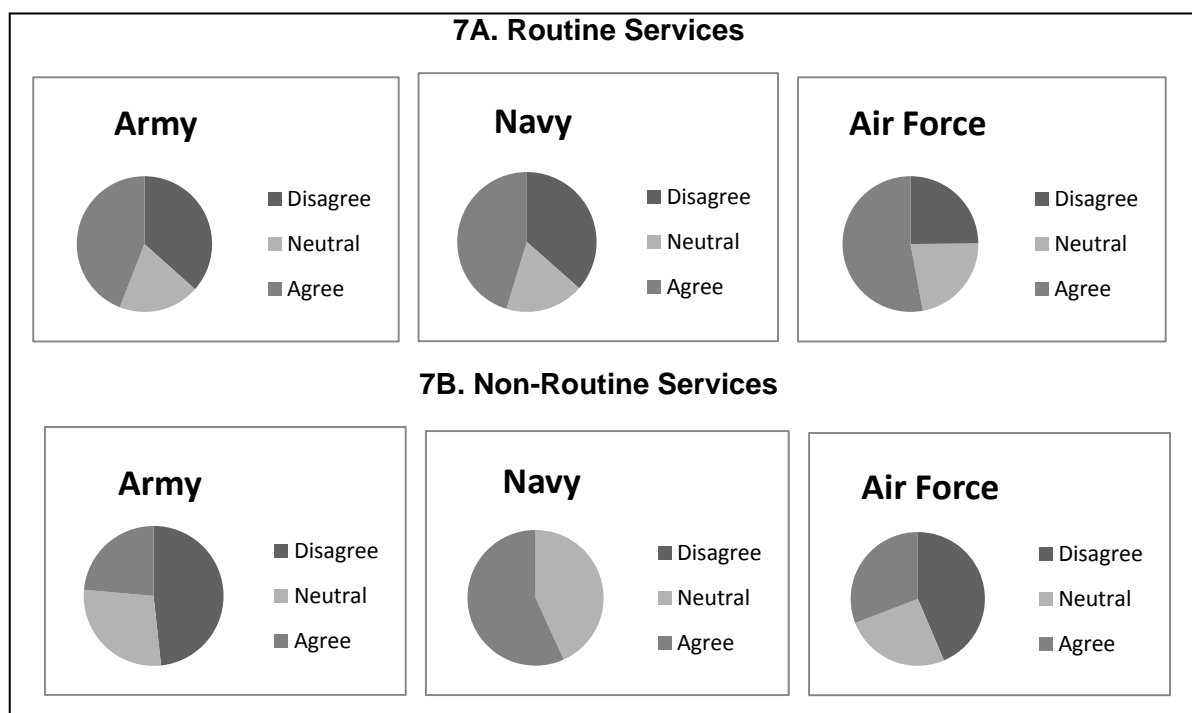 7A. Routine Services
Army
Disagree
Neutral
Agree
Navy
Disagree
Neutral
Agree
Air Force
Disagree
Neutral
Agree
7B. Non-Routine Services
Army
Disagree
Neutral
Agree
Navy
Disagree
Neutral
Agree
Air Force
Disagree
Neutral
Agree